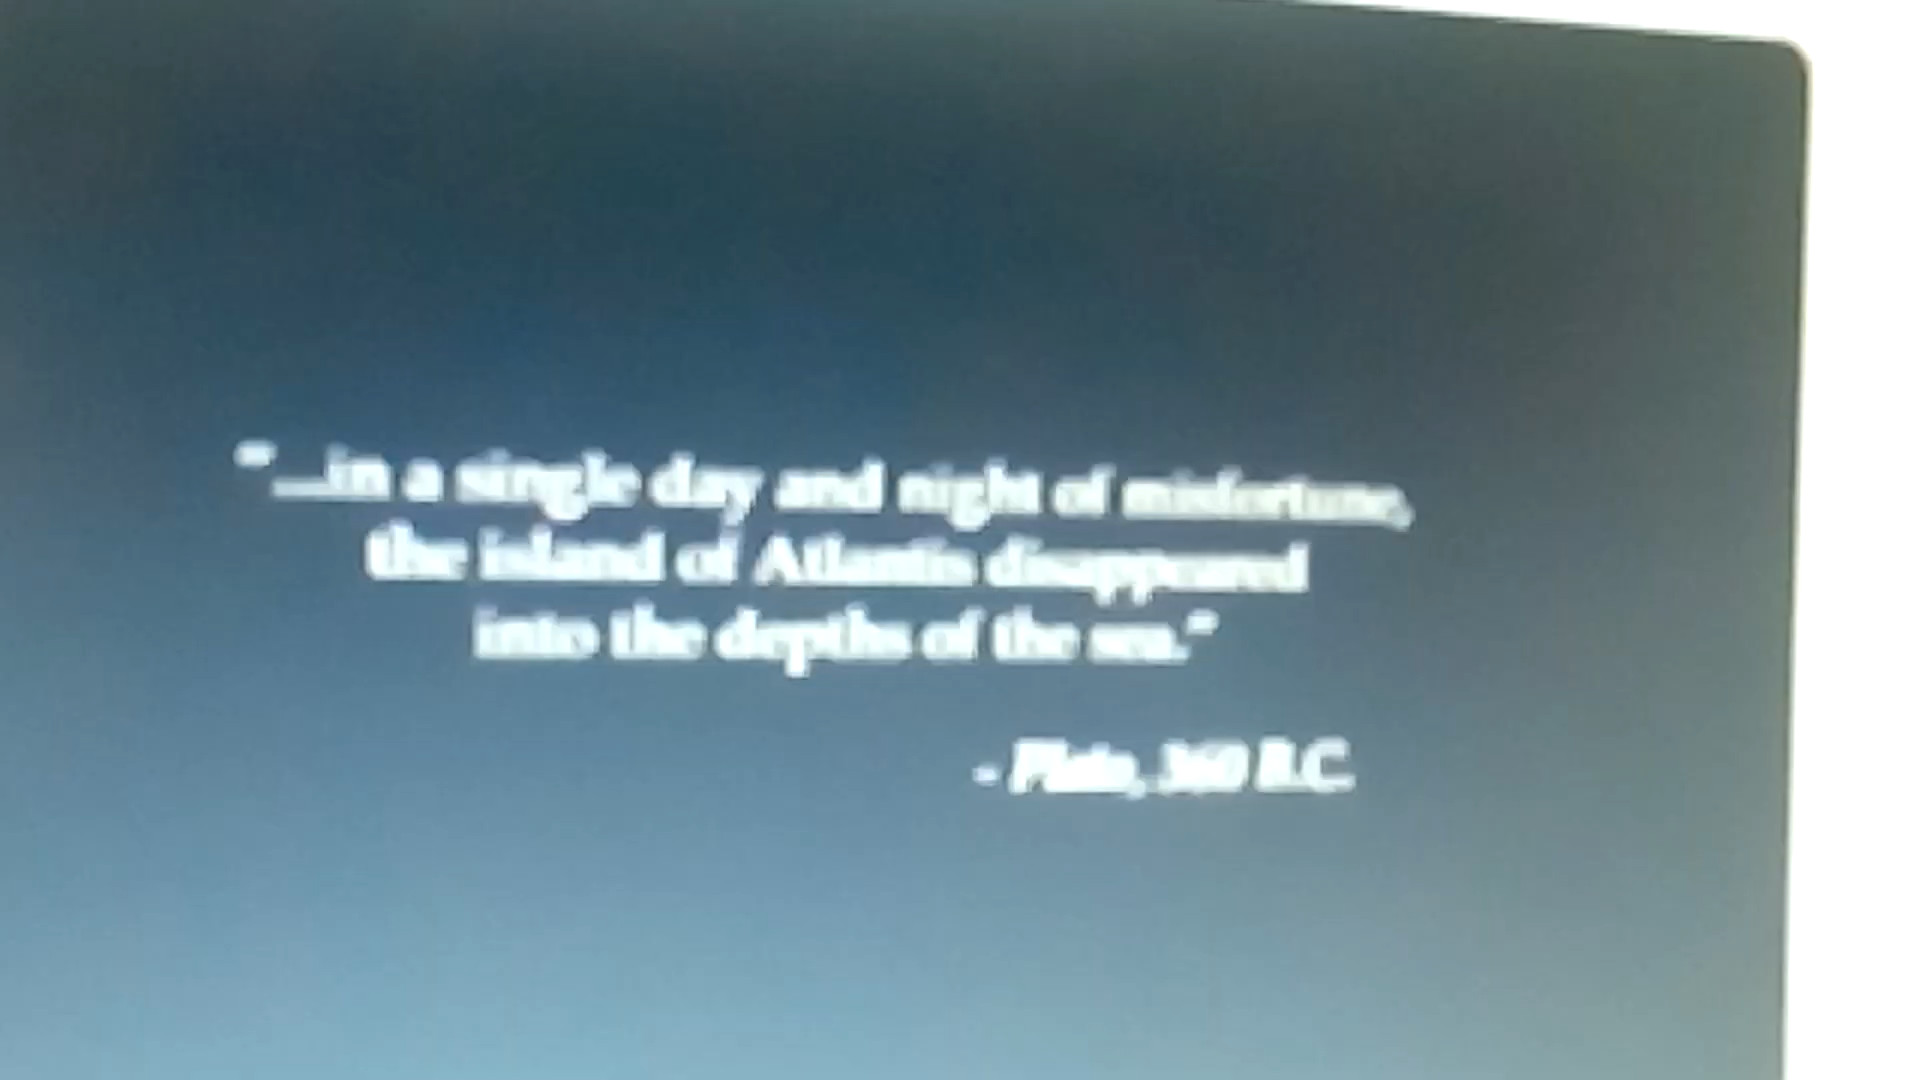 "...in a single day and night of misfortune,
the island of Atlantis disappeared
into the depths of the sea."
- Plato, 360 B.C.